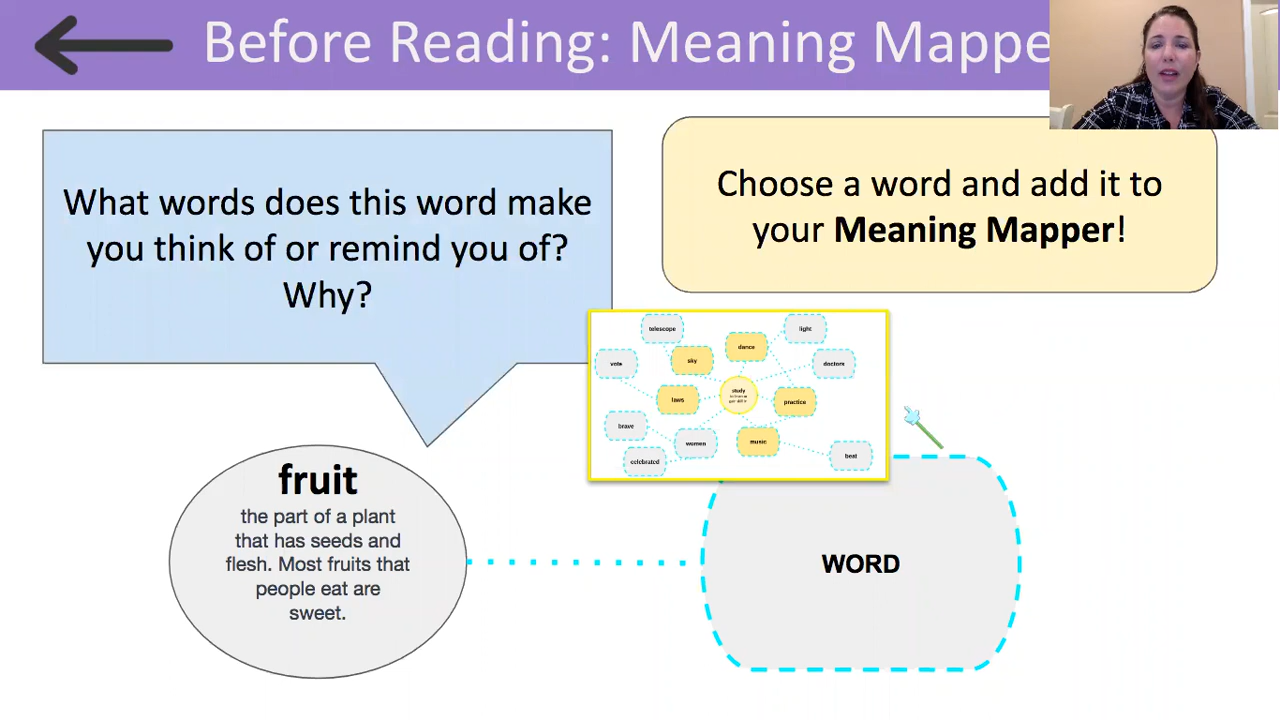 Before Reading: Meaning Mappe
What words does this word make
you think of or remind you of?
Why?
Choose a word and add it to
your Meaning Mapper!
telescope
light
dance
vote
sky
doctors
study
laws
practice
brave
women
music
celebrated
beat
fruit
the part of a plant
that has seeds and
flesh. Most fruits that
people eat are
sweet.
WORD